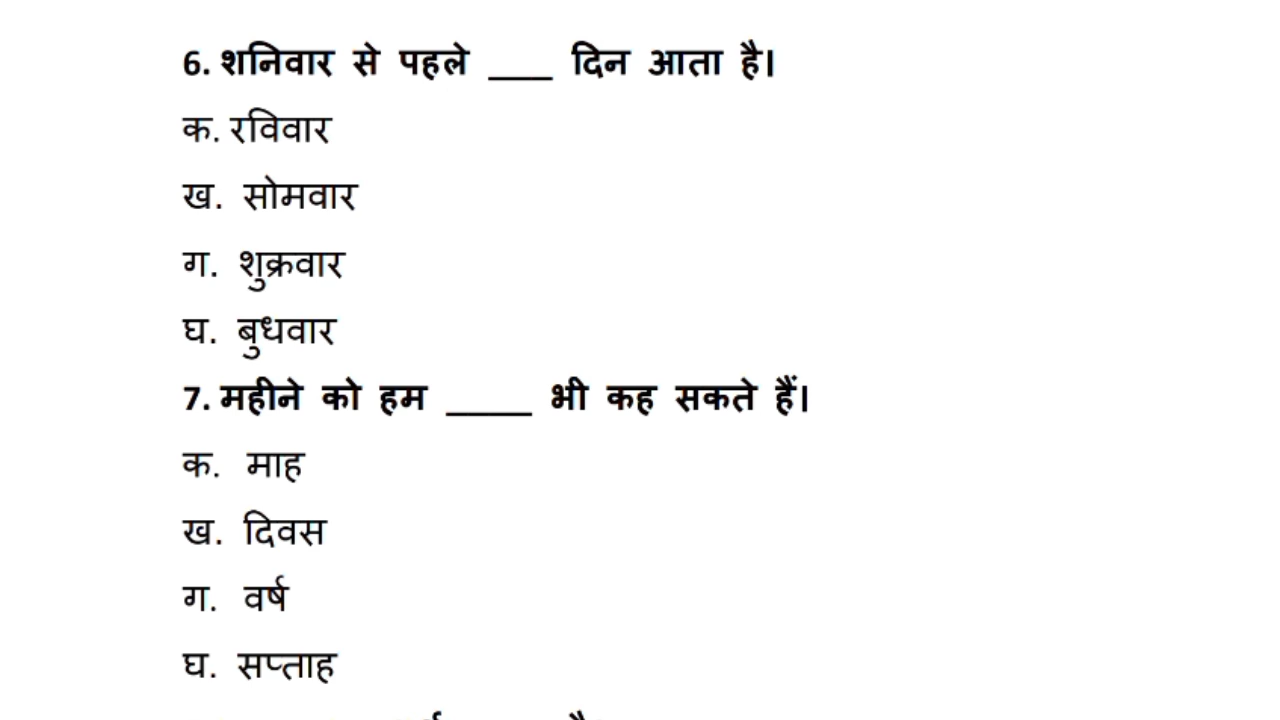 6. शनिवार से पहले ____ दिन आता है।
क. रविवार
ख. सोमवार
ग. शुक्रवार
घ. बुधवार
7. महीने को हम _____ भी कह सकते हैं।
क. माह
ख. दिवस
ग. वर्ष
घ. सप्ताह